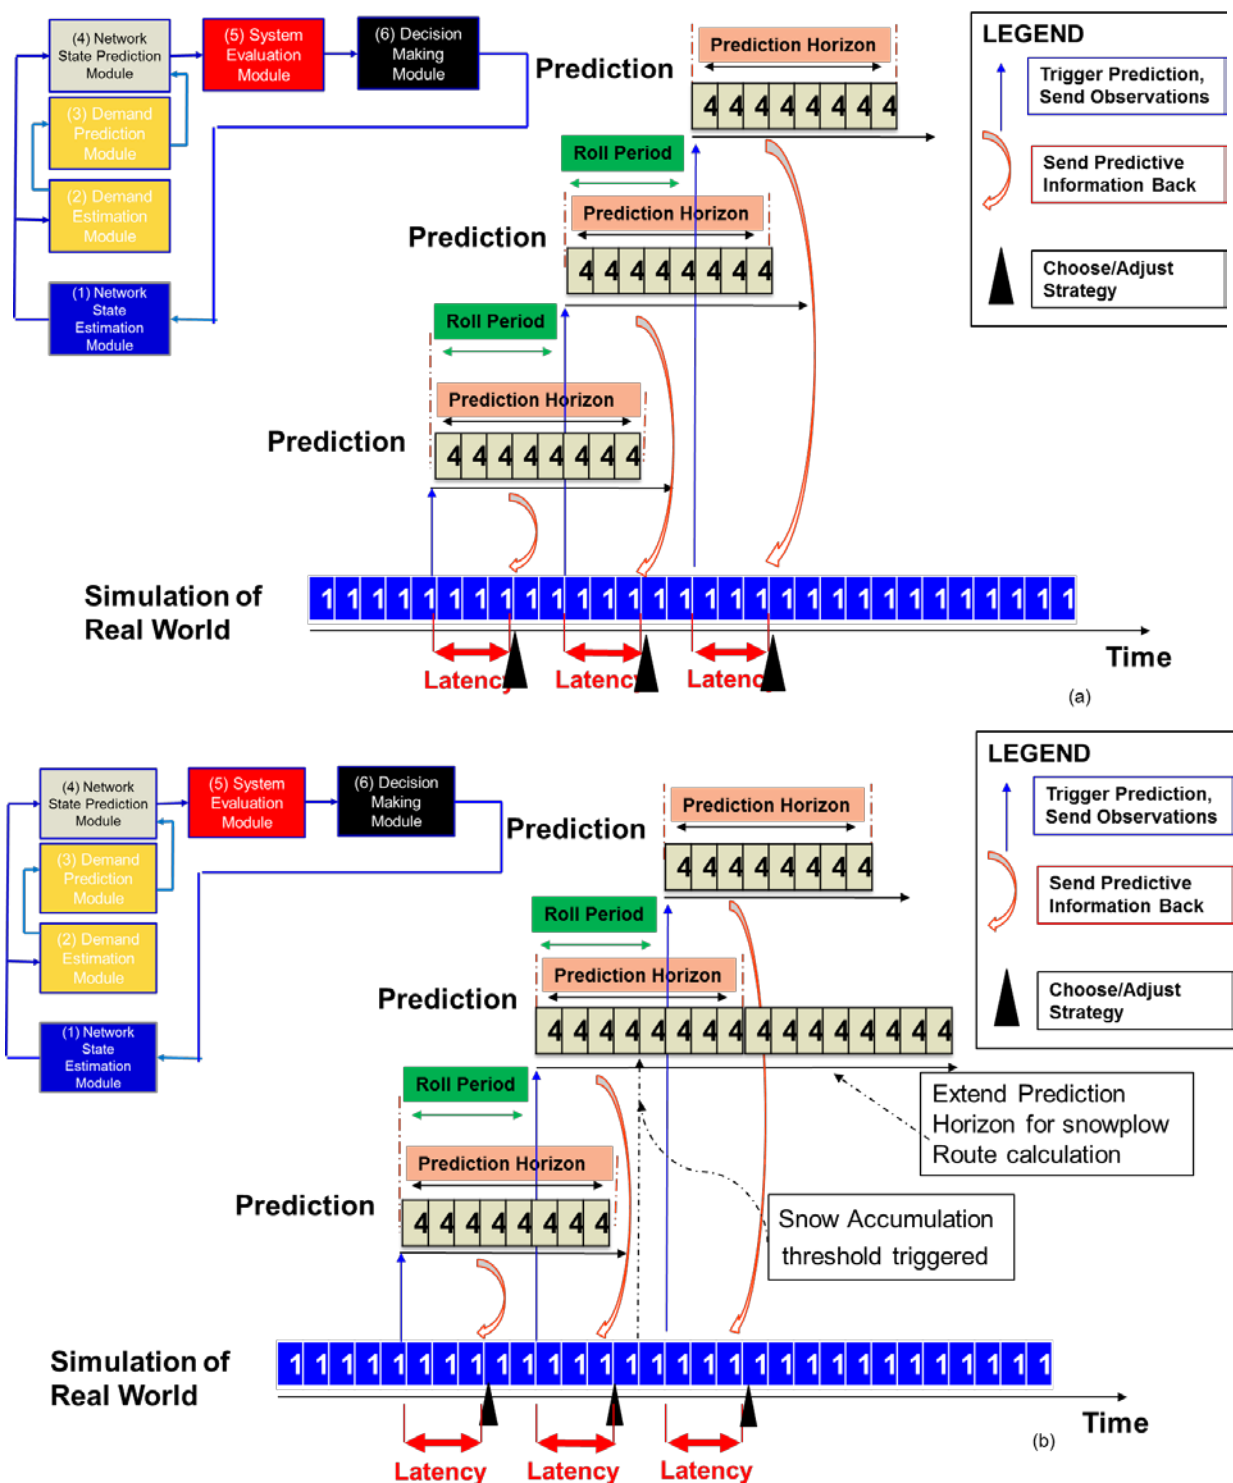 (4) Network
State Prediction
Module
(5) System
Evaluation
Module
(6) Decision
Making
Module
(3) Demand
Prediction
Module
(2) Demand
Estimation
Module
(1) Network
State
Estimation
Module
Prediction
Prediction Horizon
4 4 4 4 4 4 4 4
Roll Period
Prediction
Prediction Horizon
4 4 4 4 4 4 4 4
Roll Period
Prediction
Prediction Horizon
4 4 4 4 4 4 4 4
LEGEND
Trigger Prediction,
Send Observations
Send Predictive
Information Back
Choose/Adjust
Strategy
Simulation of
Real World
1 1 1 1 1 1 1 1 1 1 1 1 1 1 1 1 1 1 1 1 1 1 1 1 1 1 1 1 1 1
Time
Latency
Latency
Latency
(a)
(4) Network
State Prediction
Module
(5) System
Evaluation
Module
(6) Decision
Making
Module
(3) Demand
Prediction
Module
(2) Demand
Estimation
Module
(1) Network
State
Estimation
Module
Prediction
Prediction Horizon
4 4 4 4 4 4 4 4
Roll Period
Prediction
Prediction Horizon
4 4 4 4 4 4 4 4 4 4 4 4 4 4 4 4
Roll Period
Prediction
Prediction Horizon
4 4 4 4 4 4 4 4
LEGEND
Trigger Prediction,
Send Observations
Send Predictive
Information Back
Choose/Adjust
Strategy
Extend Prediction
Horizon for snowplow
Route calculation
Snow Accumulation
threshold triggered
Simulation of
Real World
1 1 1 1 1 1 1 1 1 1 1 1 1 1 1 1 1 1 1 1 1 1 1 1 1 1 1 1 1 1
Time
Latency
Latency
Latency
(b)